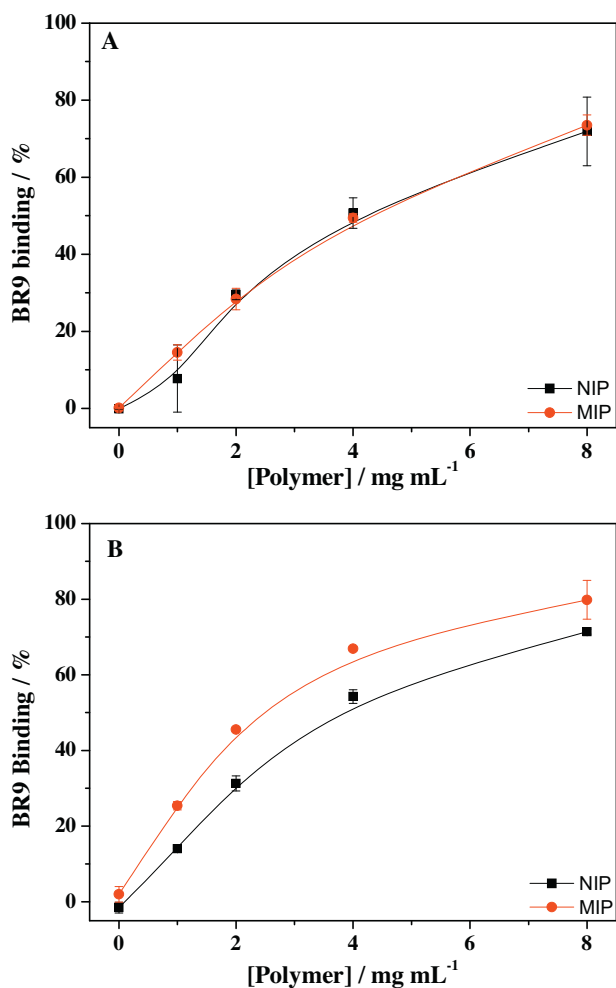 100
A
80
60
40
20
0
BR9 binding / %
NIP
MIP
0 2 4 6 8
[Polymer] / mg mL⁻¹
100
B
80
60
40
20
0
BR9 Binding / %
NIP
MIP
0 2 4 6 8
[Polymer] / mg mL⁻¹